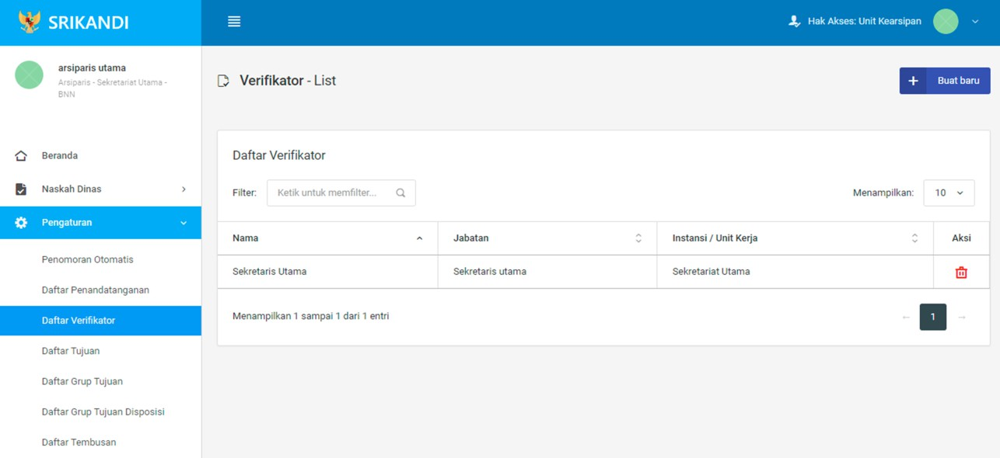 SRIKANDI
Hak Akses: Unit Kearsipan
arsiparis utama
Arsiparis - Sekretariat Utama -
BNN
Verifikator - List
+ Buat baru
Beranda
Naskah Dinas
Pengaturan
Penomoran Otomatis
Daftar Penandatanganan
Daftar Verifikator
Daftar Tujuan
Daftar Grup Tujuan
Daftar Grup Tujuan Disposisi
Daftar Tembusan
Daftar Verifikator
Filter: Ketik untuk memfilter... Menampilkan: 10
Nama Jabatan Instansi / Unit Kerja Aksi
Sekretaris Utama Sekretaris utama Sekretariat Utama
Menampilkan 1 sampai 1 dari 1 entri ← 1 →